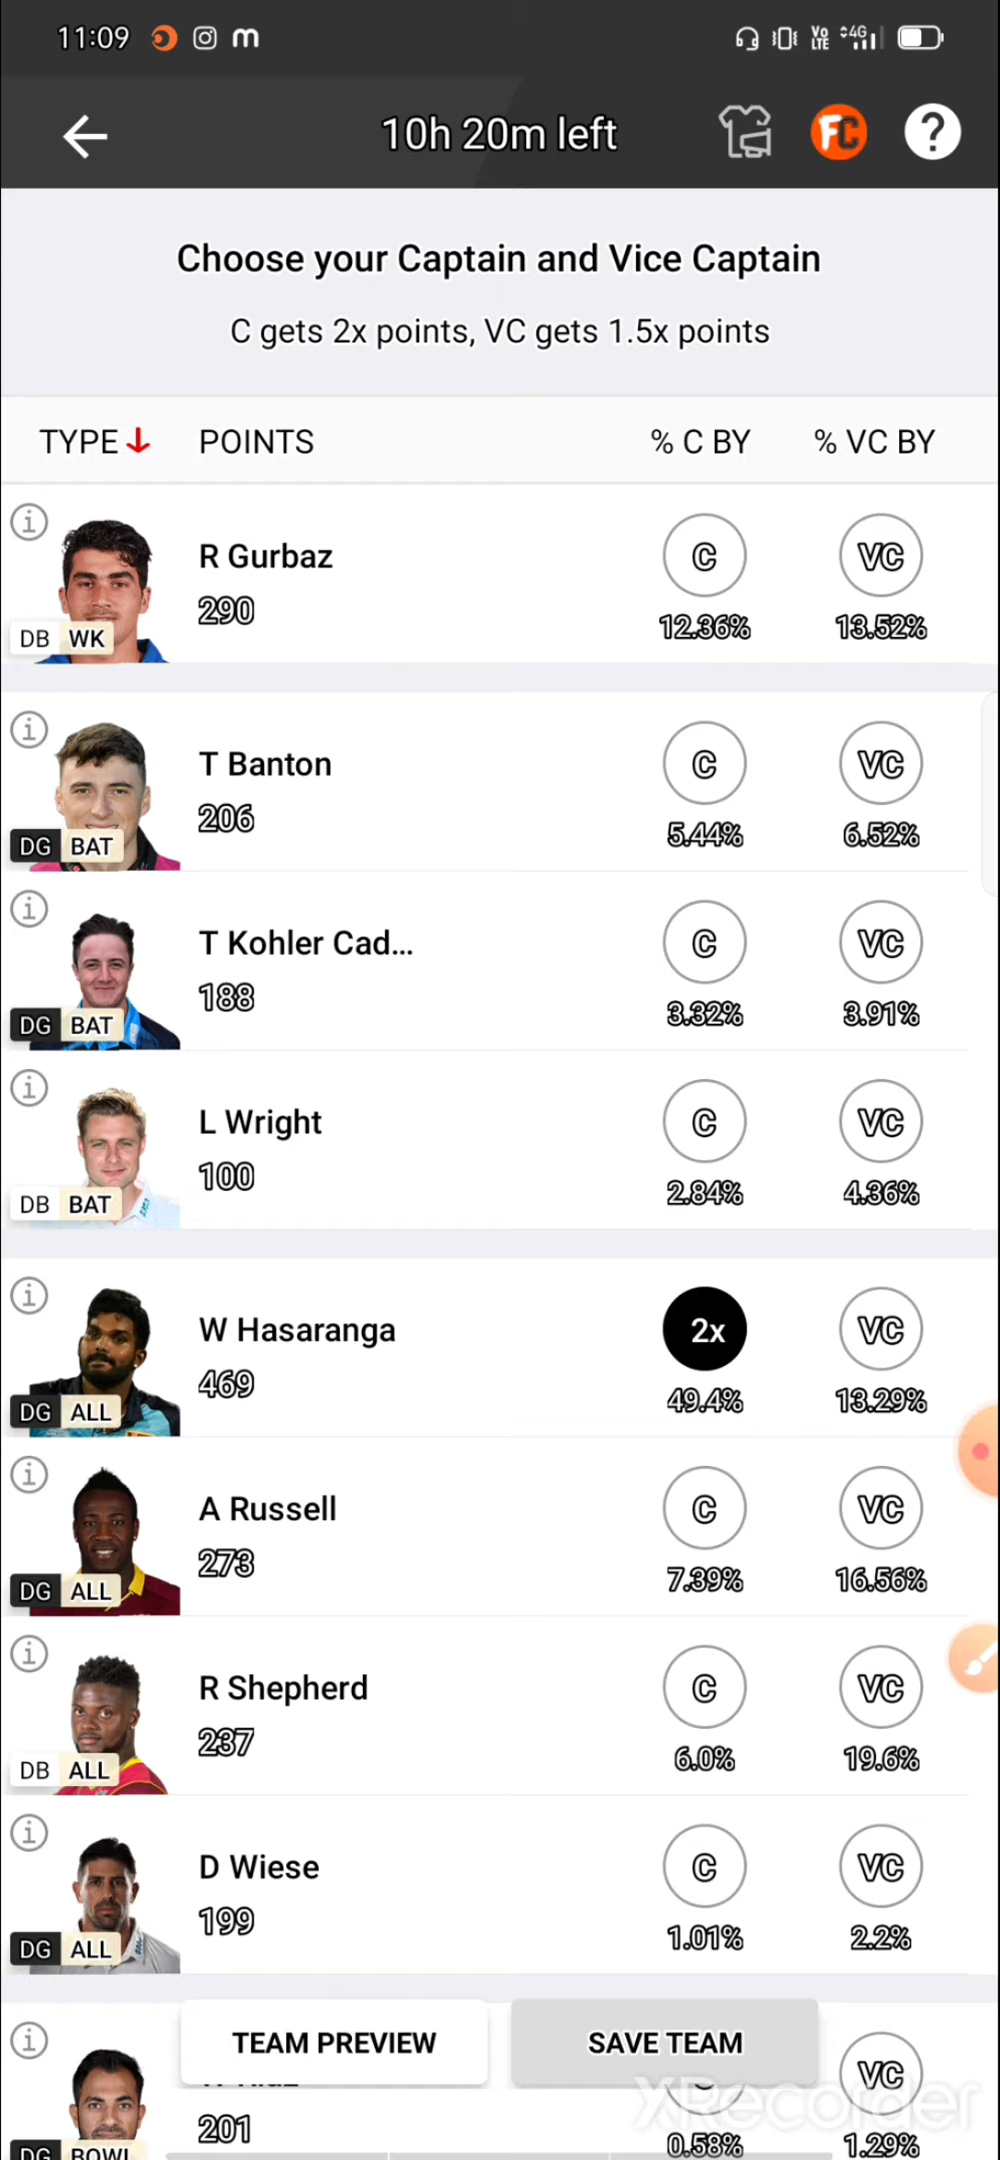 11:09
Vo LTE 4G
10h 20m left
FC
?
Choose your Captain and Vice Captain
C gets 2x points, VC gets 1.5x points
TYPE POINTS % C BY % VC BY
R Gurbaz C VC
290 12.36% 13.52%
DB WK
T Banton C VC
206 5.44% 6.52%
DG BAT
T Kohler Cad... C VC
188 3.32% 3.91%
DG BAT
L Wright C VC
100 2.84% 4.36%
DB BAT
W Hasaranga 2x VC
469 49.4% 13.29%
DG ALL
A Russell C VC
273 7.39% 16.56%
DG ALL
R Shepherd C VC
237 6.0% 19.6%
DB ALL
D Wiese C VC
199 1.01% 2.2%
DG ALL
TEAM PREVIEW SAVE TEAM
VC
XRecorder
201 0.58% 1.29%
DG BOWL